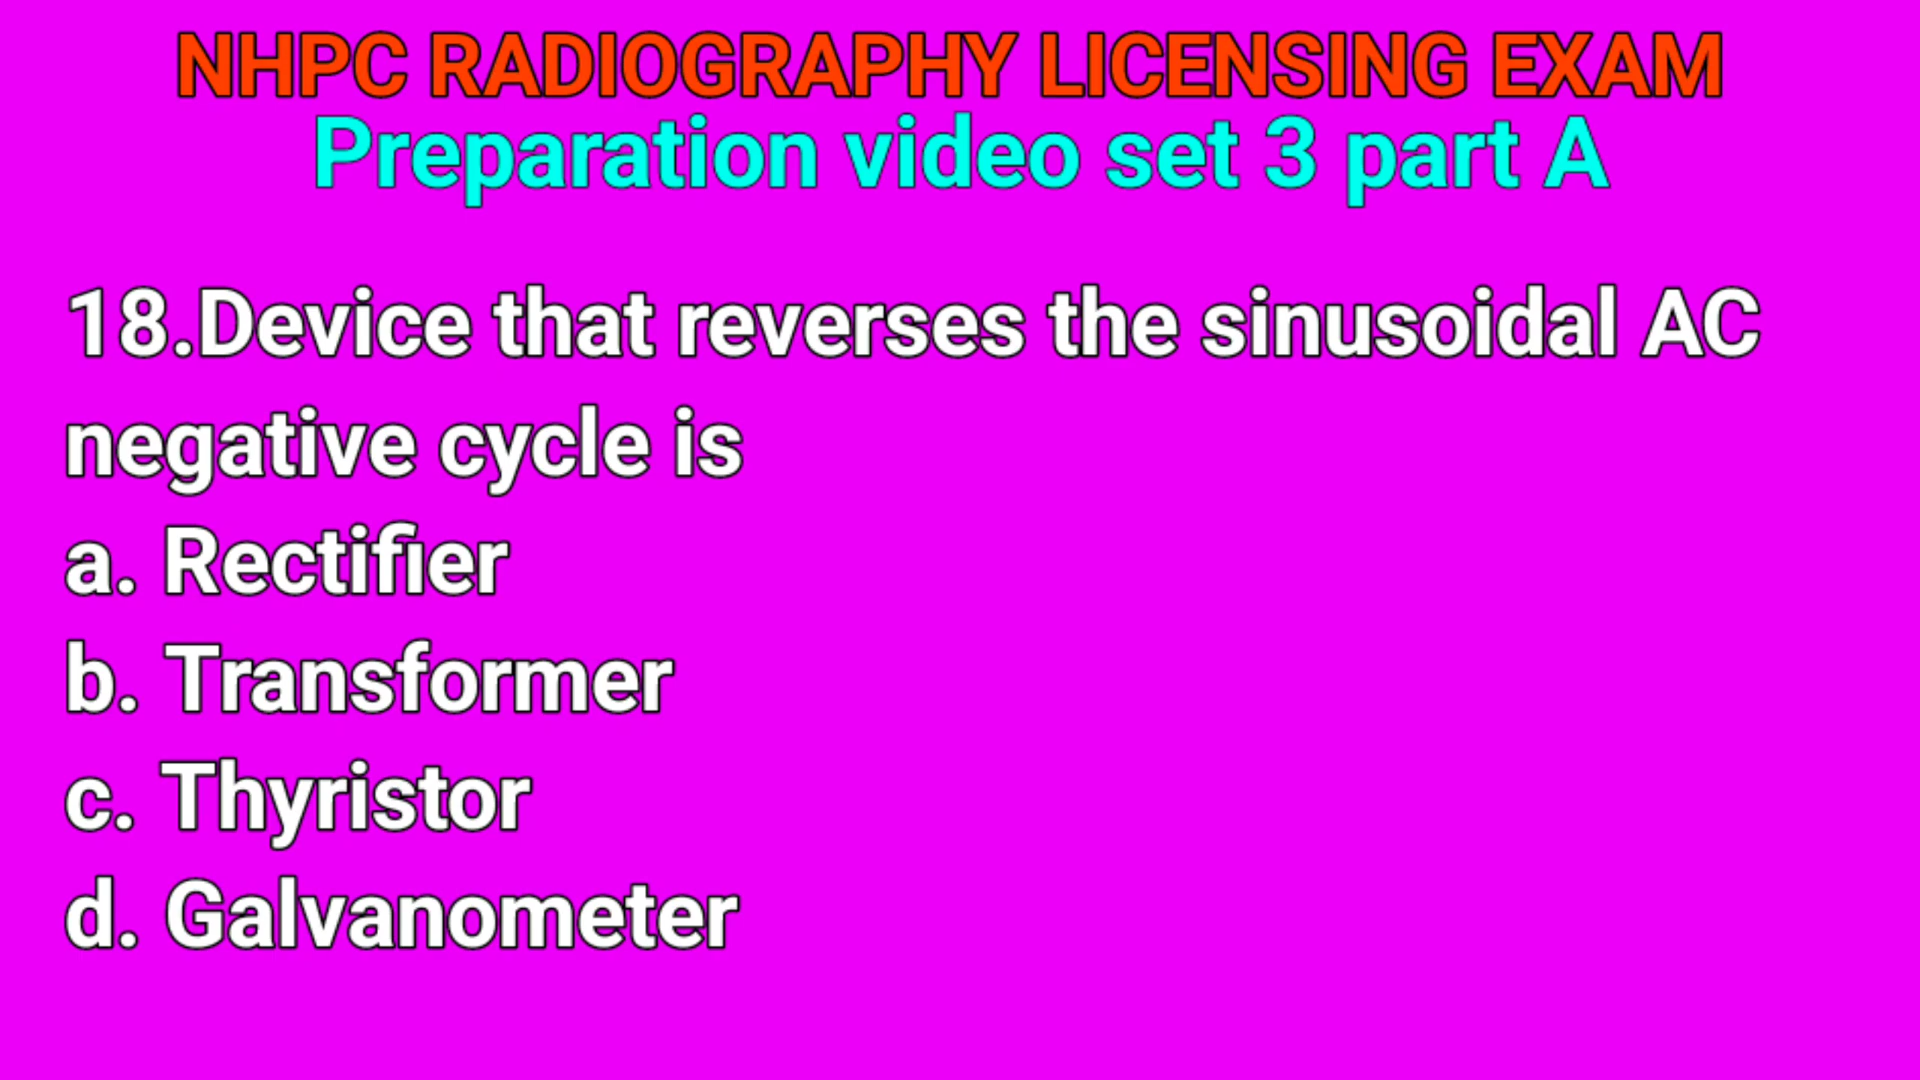 NHPC RADIOGRAPHY LICENSING EXAM
Preparation video set 3 part A
18.Device that reverses the sinusoidal AC
negative cycle is
a. Rectifier
b. Transformer
c. Thyristor
d. Galvanometer